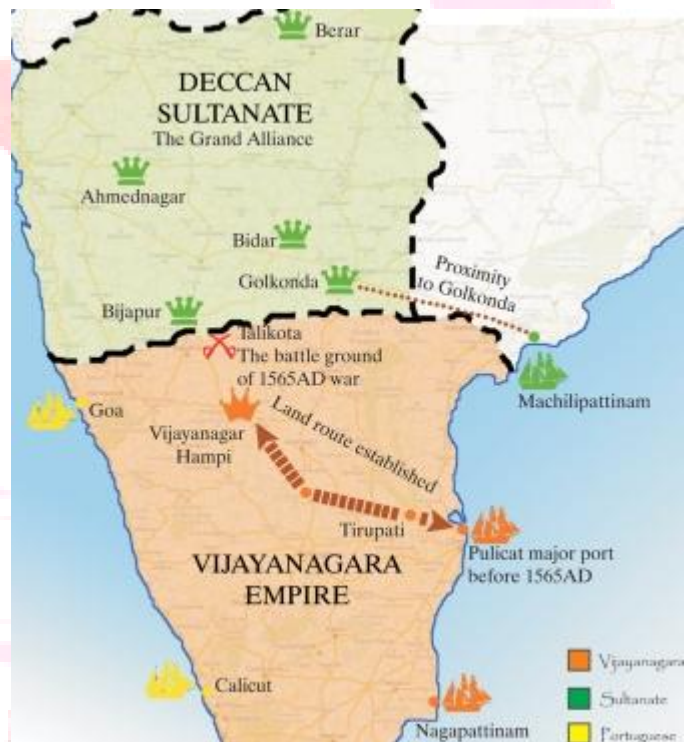 Berar
DECCAN
SULTANATE
The Grand Alliance
Ahmednagar
Bidar
Golkonda
Proximity
to Golkonda
Bijapur
Talikota
The battle ground
of 1565AD war
Machilipattinam
Goa
Vijayanagar
Hampi
Land route established
Tirupati
Pulicat major port
before 1565AD
VIJAYANAGARA
EMPIRE
Calicut
Nagapattinam
Vijayanagara
Sultanate
Portuguese